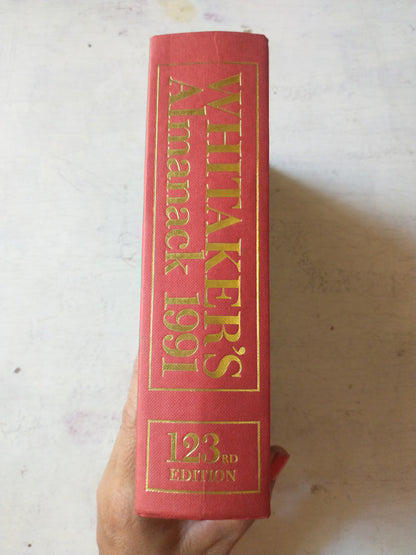 WHITAKER'S
Almanack 1991
123RD
EDITION